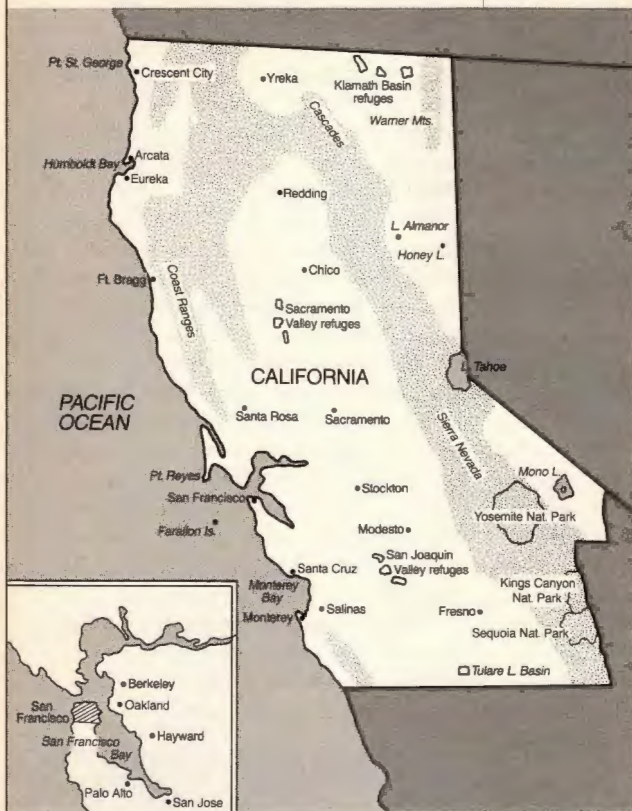 Pt. St. George
Crescent City
Yreka
Klamath Basin
refuges
Cascades
Warner Mts.
Humboldt Bay
Arcata
Eureka
Redding
L. Almanor
Honey L.
Ft. Bragg
Coast Ranges
Chico
Sacramento
Valley refuges
CALIFORNIA
L. Tahoe
PACIFIC
OCEAN
Santa Rosa
Sacramento
Sierra Nevada
Pt. Reyes
Mono L.
San Francisco
Stockton
Yosemite Nat. Park
Farallon Is.
Modesto
San Joaquin
Valley refuges
Santa Cruz
Monterey
Bay
Kings Canyon
Nat. Park
Monterey
Salinas
Fresno
Sequoia Nat. Park
Tulare L. Basin
Berkeley
San
Francisco
Oakland
San Francisco
Bay
Hayward
Palo Alto
San Jose